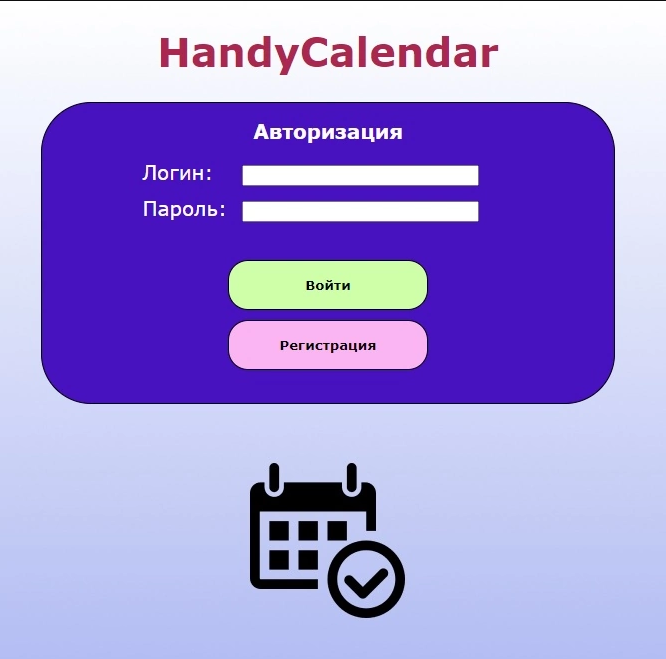 HandyCalendar
Авторизация
Логин:
Пароль:
Войти
Регистрация